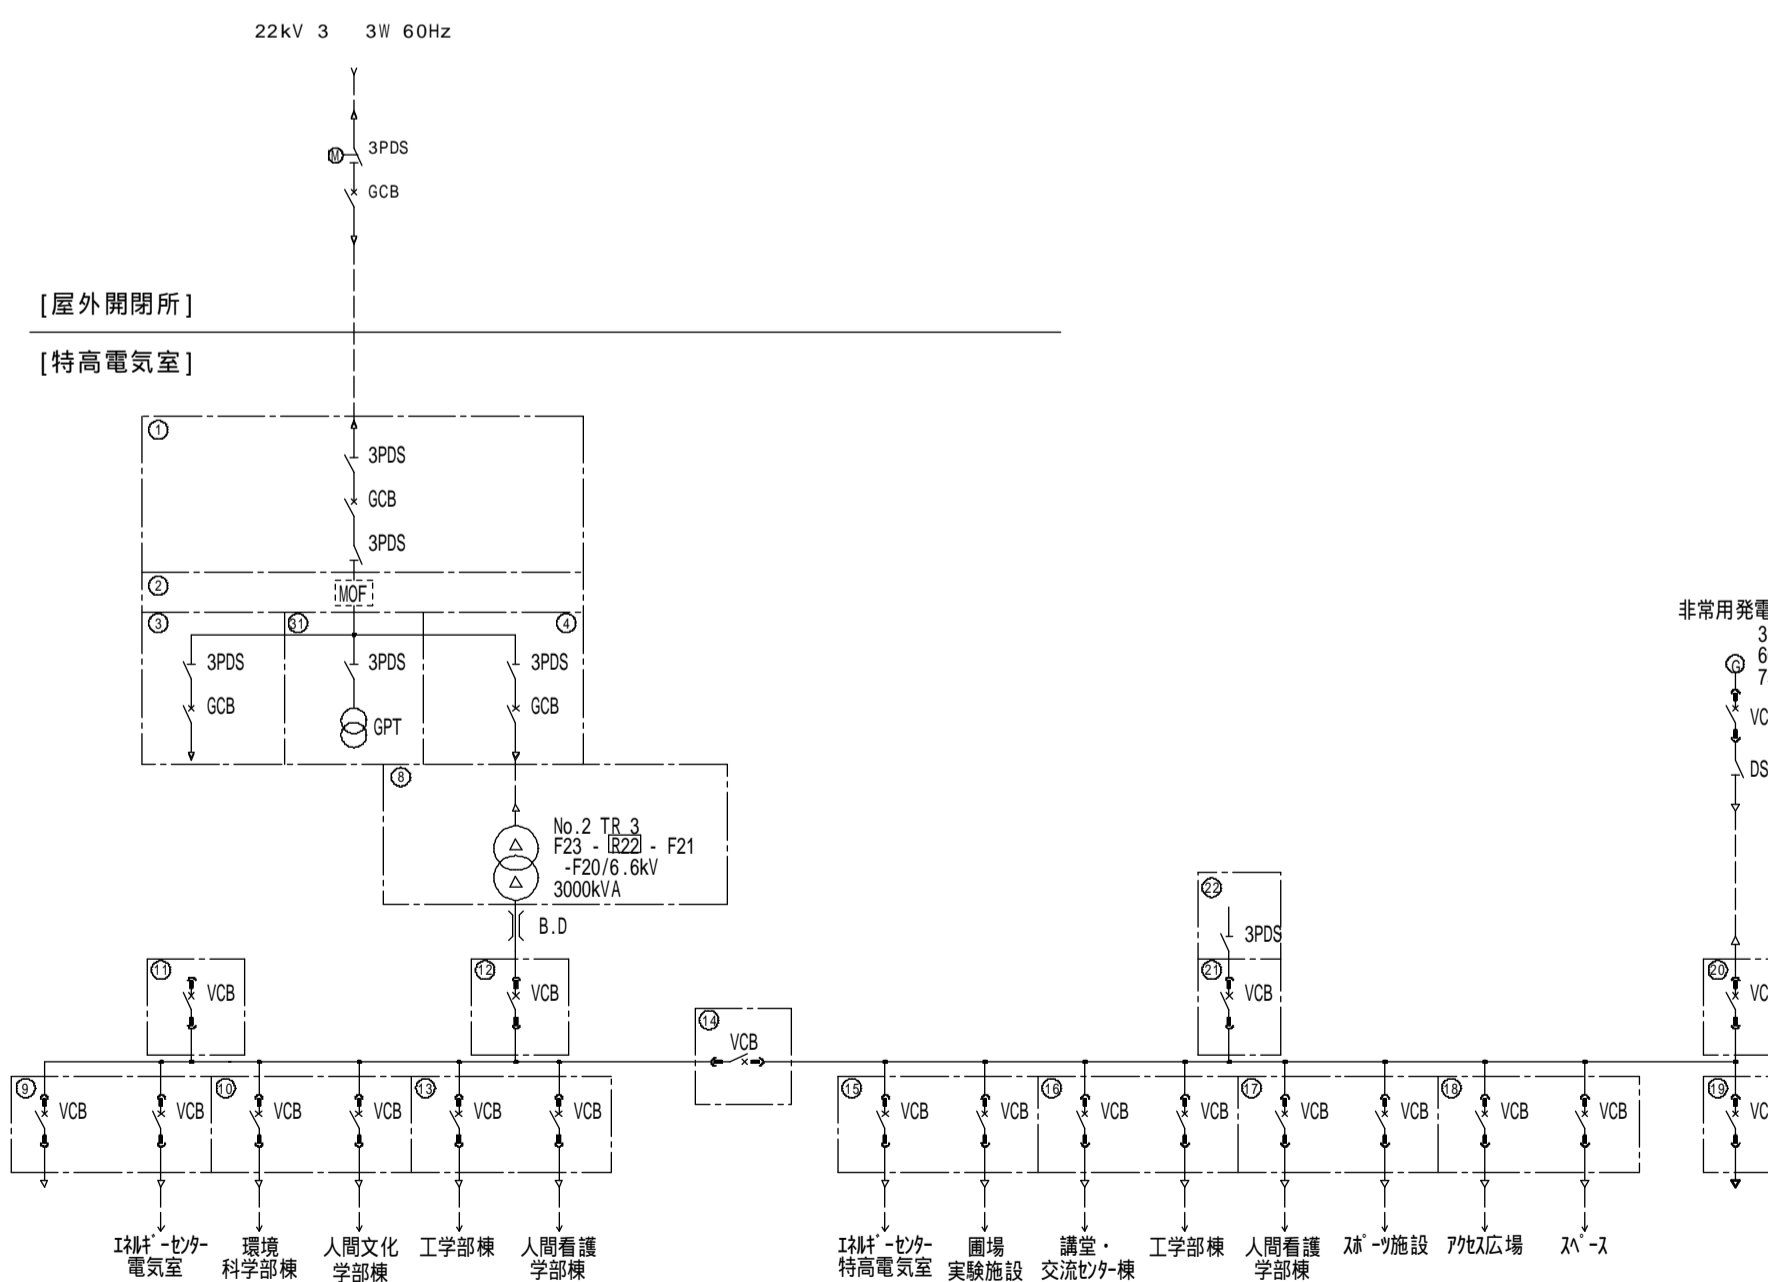 22kV 3 3W 60Hz
3PDS
M
GCB
[屋外開閉所]
[特高電気室]
1
3PDS
GCB
3PDS
2
MOF
3
31
4
3PDS
3PDS
3PDS
GCB
GPT
GCB
8
No.2 TR 3
F23 - R22 - F21
-F20/6.6kV
3000kVA
B.D
非常用発電
3
6
7
G
VC
DS
22
3PDS
11
VCB
12
VCB
21
VCB
20
VC
14
VCB
9
VCB
VCB
10
VCB
VCB
13
VCB
VCB
15
VCB
VCB
16
VCB
VCB
17
VCB
VCB
18
VCB
VCB
19
VC
エネルギーセンター
電気室
環境
科学部棟
人間文化
学部棟
工学部棟
人間看護
学部棟
エネルギーセンター
特高電気室
圃場
実験施設
講堂・
交流センター棟
工学部棟
人間看護
学部棟
スポーツ施設
アクセス広場
スペース